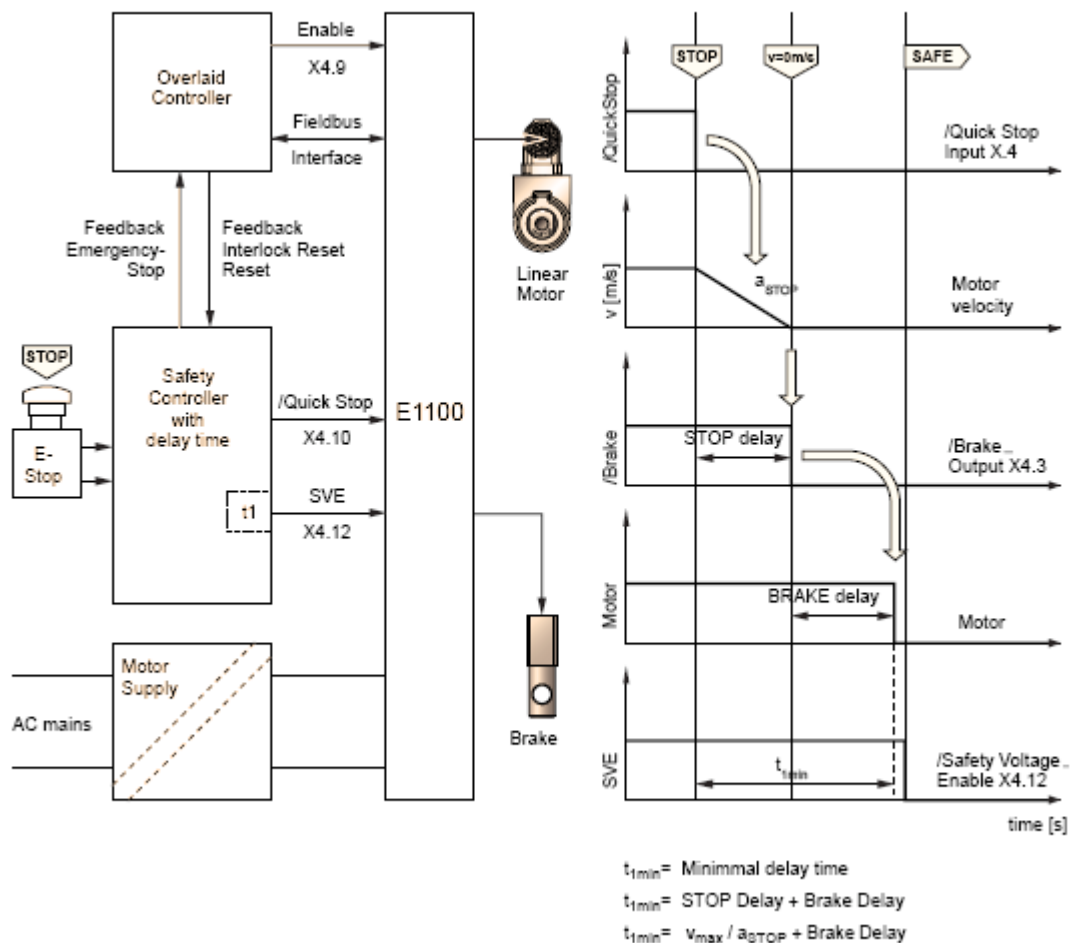 Overlaid
Controller
Enable
X4.9
Fieldbus
Interface
Feedback
Emergency-
Stop
Feedback
Interlock Reset
Reset
STOP
E-
Stop
Safety
Controller
with
delay time
t1
/Quick Stop
X4.10
SVE
X4.12
E1100
Linear
Motor
Brake
Motor
Supply
AC mains
STOP
v=0m/s
SAFE
/QuickStop
/Quick Stop
Input X.4
v [m/s]
aSTOP
Motor
velocity
/Brake
STOP delay
/Brake_
Output X4.3
Motor
BRAKE delay
Motor
SVE
t1min
/Safety Voltage_
Enable X4.12
time [s]
t1min= Minimmal delay time
t1min= STOP Delay + Brake Delay
t1min= vmax / aSTOP + Brake Delay